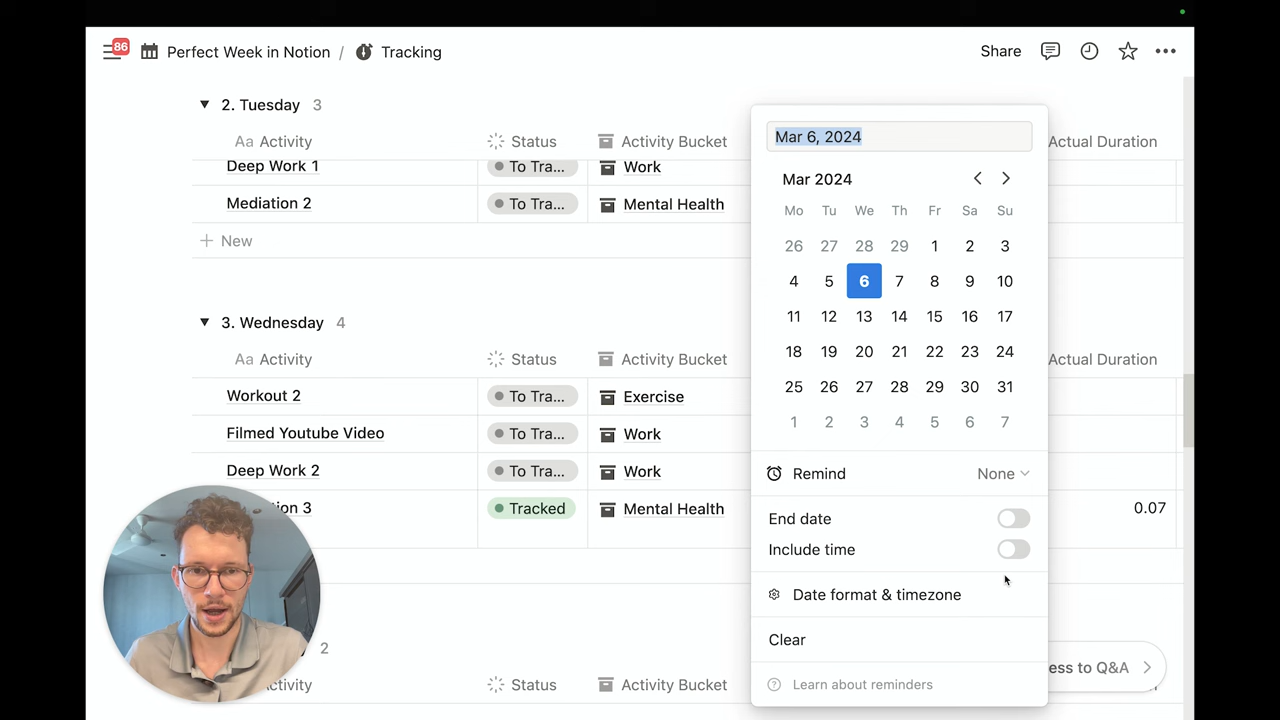 86 Perfect Week in Notion / Tracking Share
2. Tuesday 3
Aa Activity Status Activity Bucket Actual Duration
Deep Work 1 To Tra... Work
Mediation 2 To Tra... Mental Health
+ New
3. Wednesday 4
Aa Activity Status Activity Bucket Actual Duration
Workout 2 To Tra... Exercise
Filmed Youtube Video To Tra... Work
Deep Work 2 To Tra... Work
on 3 Tracked Mental Health 0.07
2
ctivity Status Activity Bucket
Mar 6, 2024
Mar 2024
Mo Tu We Th Fr Sa Su
26 27 28 29 1 2 3
4 5 6 7 8 9 10
11 12 13 14 15 16 17
18 19 20 21 22 23 24
25 26 27 28 29 30 31
1 2 3 4 5 6 7
Remind None
End date
Include time
Date format & timezone
Clear
Learn about reminders
ess to Q&A